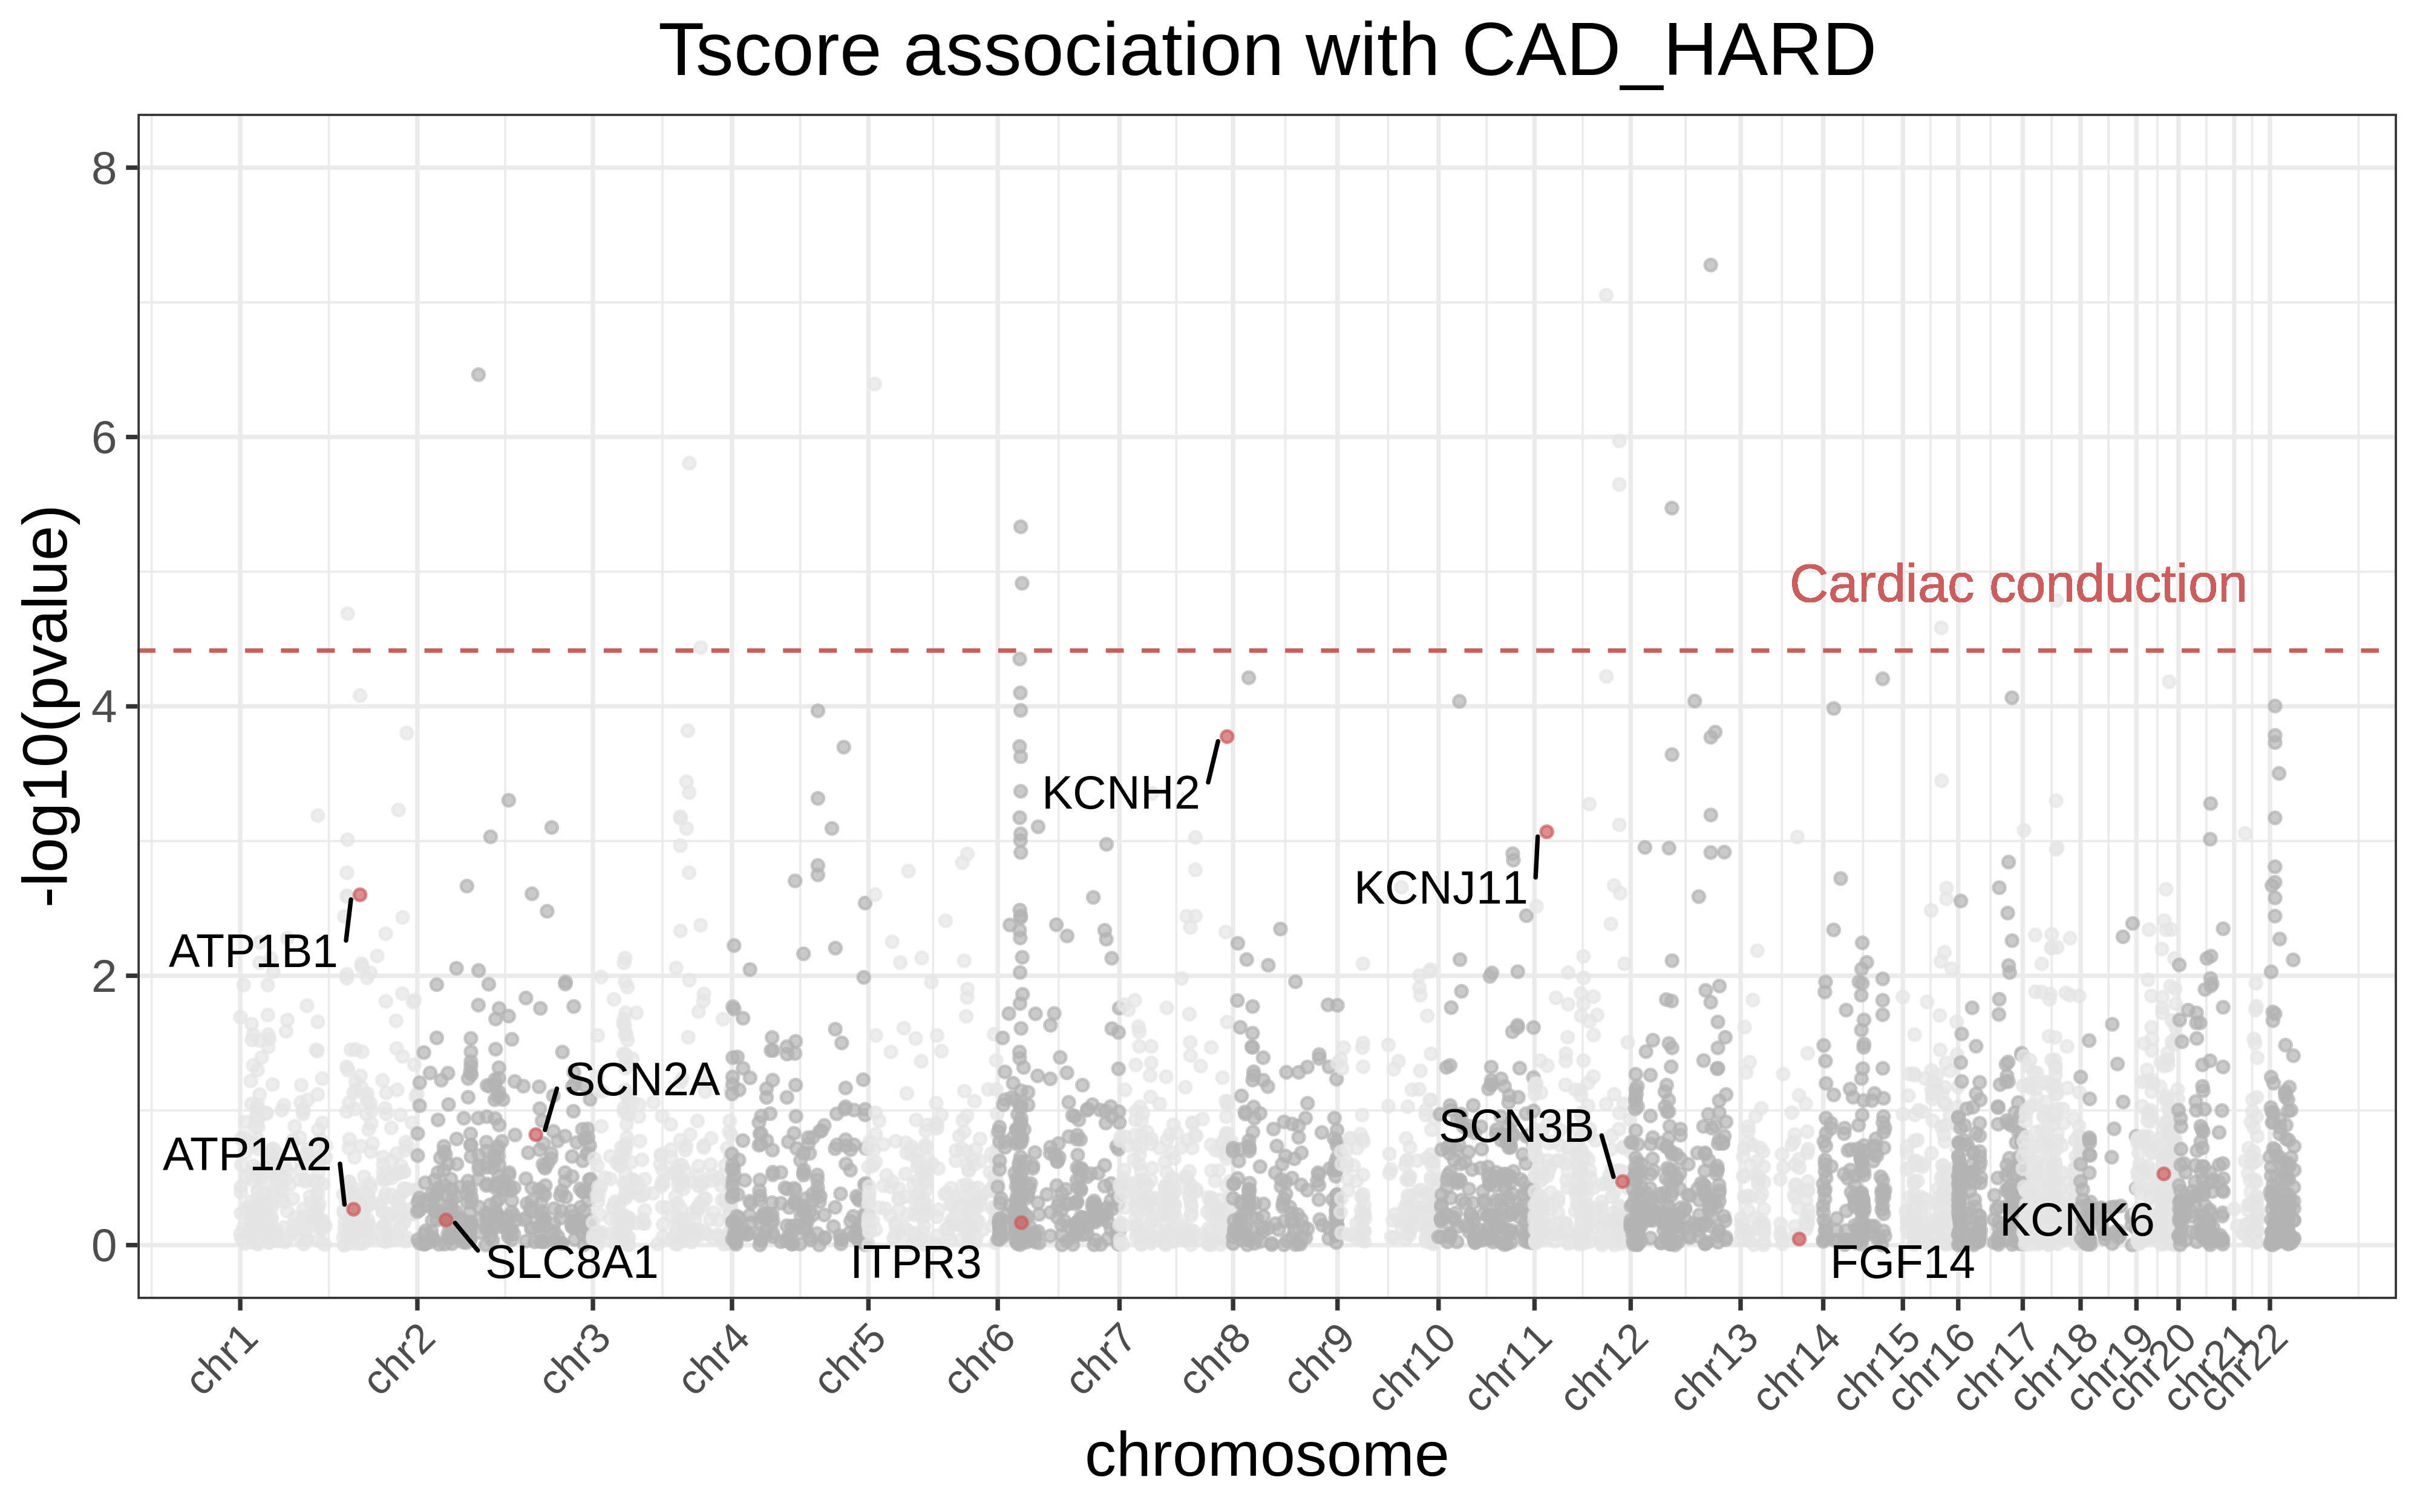 Tscore association with CAD_HARD
-log10(pvalue)
8
6
4
2
0
Cardiac conduction
KCNH2
KCNJ11
ATP1B1
SCN2A
SCN3B
ATP1A2
KCNK6
SLC8A1
ITPR3
FGF14
chr1
chr2
chr3
chr4
chr5
chr6
chr7
chr8
chr9
chr10
chr11
chr12
chr13
chr14
chr15
chr16
chr17
chr18
chr19
chr20
chr21
chr22
chromosome